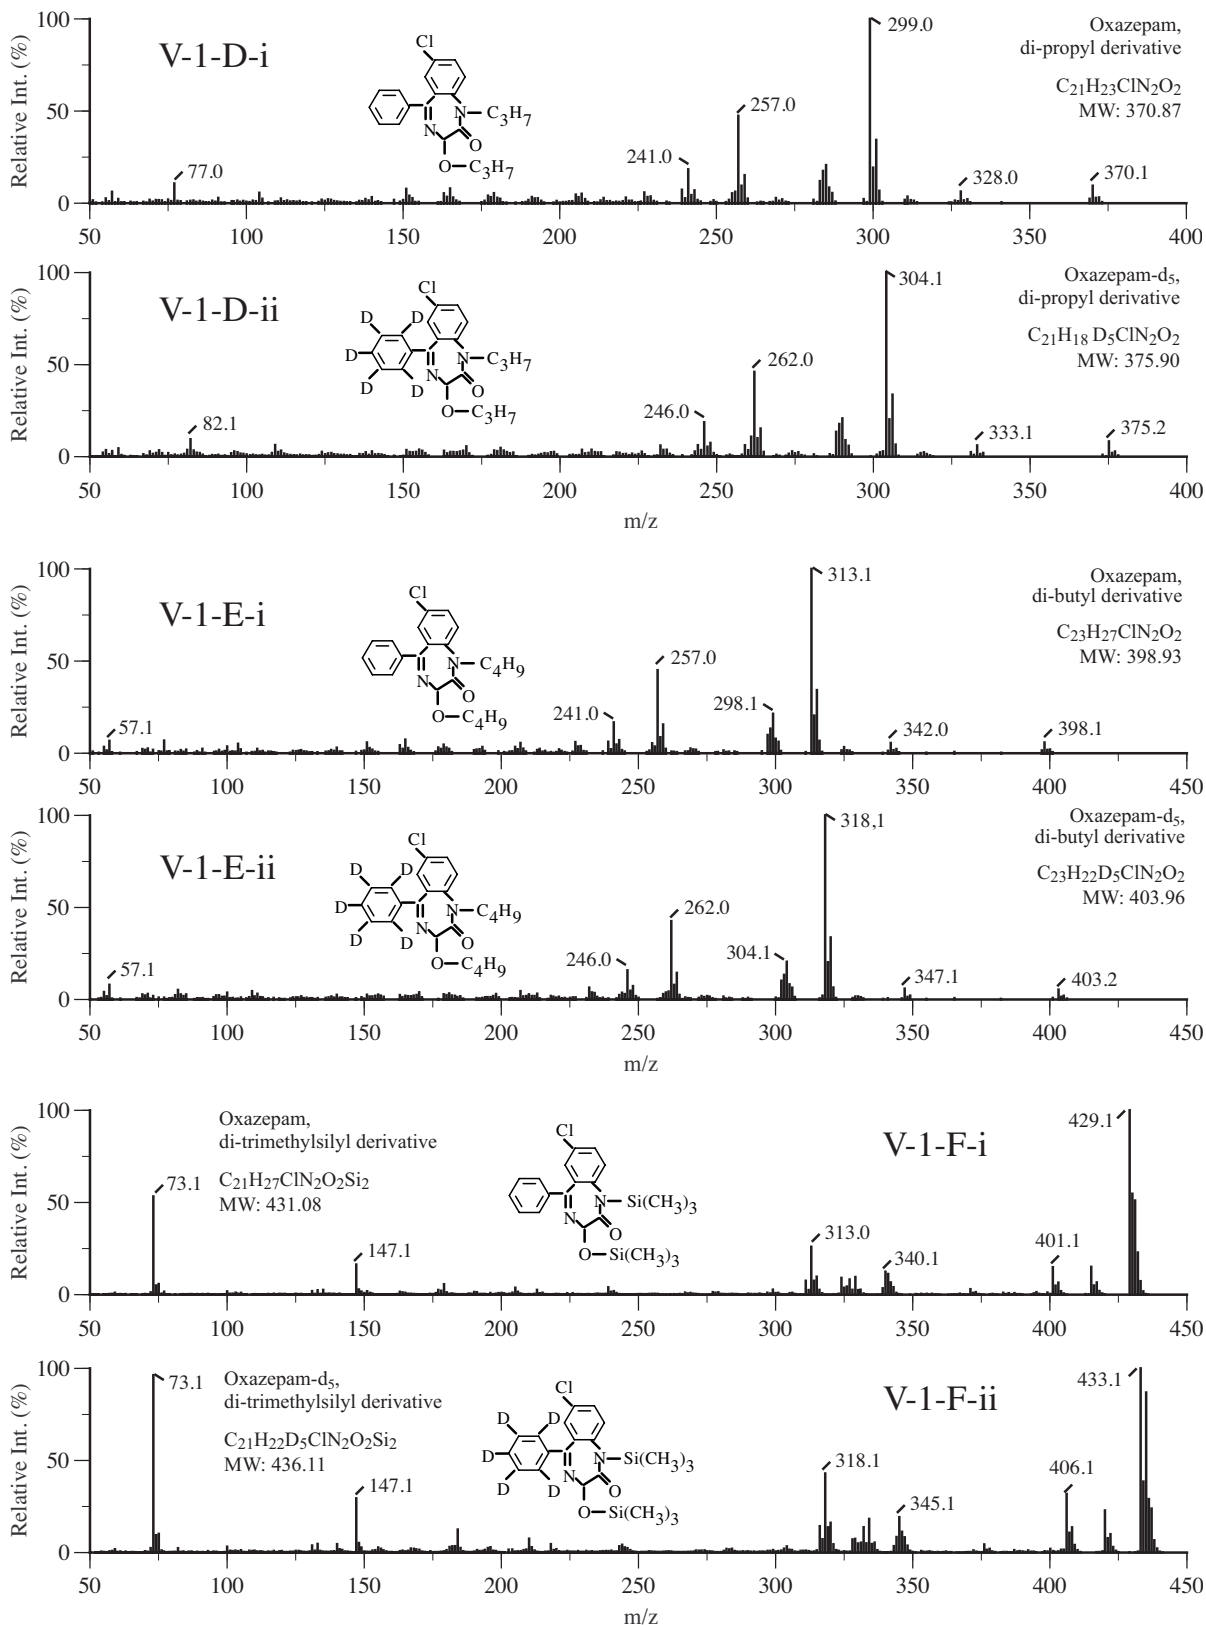 V-1-D-i
Oxazepam,
di-propyl derivative
C₂₁H₂₃ClN₂O₂
MW: 370.87
Relative Int. (%)
100
50
0
77.0
241.0
257.0
299.0
328.0
370.1
Cl
N—C₃H₇
N
O
O—C₃H₇
50 100 150 200 250 300 350 400
V-1-D-ii
Oxazepam-d₅,
di-propyl derivative
C₂₁H₁₈D₅ClN₂O₂
MW: 375.90
Relative Int. (%)
100
50
0
82.1
246.0
262.0
304.1
333.1
375.2
Cl
D D
D
D D
N—C₃H₇
N
O
O—C₃H₇
50 100 150 200 250 300 350 400
m/z
V-1-E-i
Oxazepam,
di-butyl derivative
C₂₃H₂₇ClN₂O₂
MW: 398.93
Relative Int. (%)
100
50
0
57.1
241.0
257.0
298.1
313.1
342.0
398.1
Cl
N—C₄H₉
N
O
O—C₄H₉
50 100 150 200 250 300 350 400 450
V-1-E-ii
Oxazepam-d₅,
di-butyl derivative
C₂₃H₂₂D₅ClN₂O₂
MW: 403.96
Relative Int. (%)
100
50
0
57.1
246.0
262.0
304.1
318,1
347.1
403.2
Cl
D D
D
D D
N—C₄H₉
N
O
O—C₄H₉
50 100 150 200 250 300 350 400 450
m/z
Oxazepam,
di-trimethylsilyl derivative
C₂₁H₂₇ClN₂O₂Si₂
MW: 431.08
V-1-F-i
Relative Int. (%)
100
50
0
73.1
147.1
313.0
340.1
401.1
429.1
Cl
N—Si(CH₃)₃
N
O
O—Si(CH₃)₃
50 100 150 200 250 300 350 400 450
Oxazepam-d₅,
di-trimethylsilyl derivative
C₂₁H₂₂D₅ClN₂O₂Si₂
MW: 436.11
V-1-F-ii
Relative Int. (%)
100
50
0
73.1
147.1
318.1
345.1
406.1
433.1
Cl
D D
D
D D
N—Si(CH₃)₃
N
O
O—Si(CH₃)₃
50 100 150 200 250 300 350 400 450
m/z